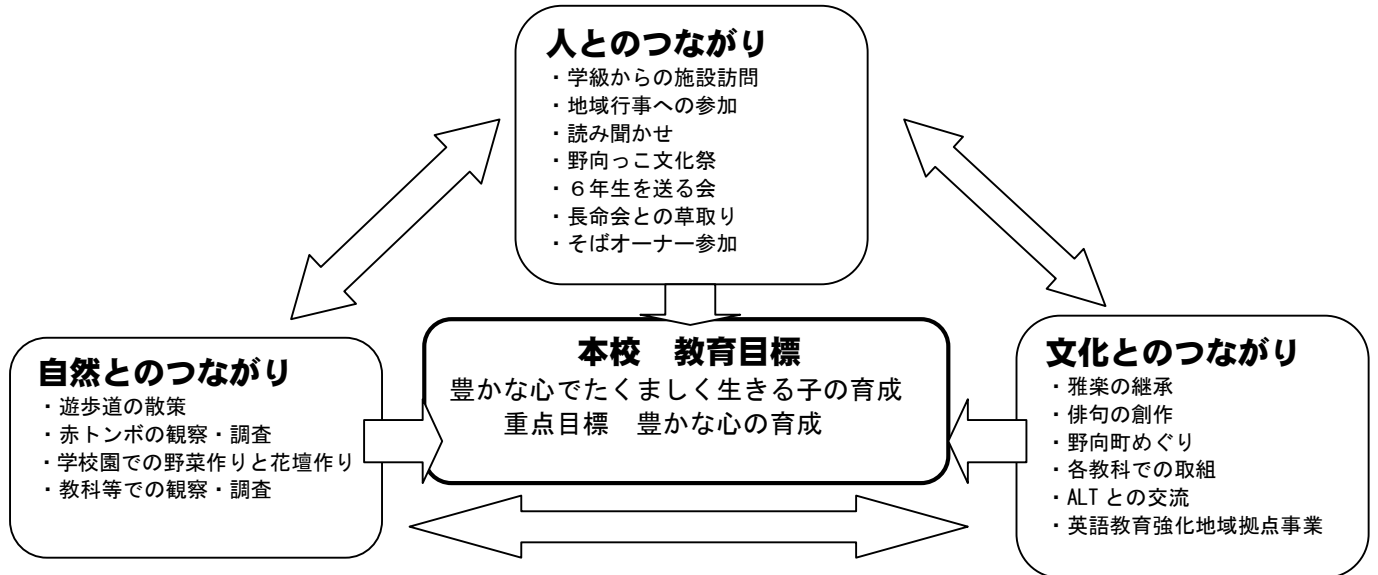 人とのつながり
・学級からの施設訪問
・地域行事への参加
・読み聞かせ
・野向っこ文化祭
・６年生を送る会
・長命会との草取り
・そばオーナー参加
本校　教育目標
豊かな心でたくましく生きる子の育成
重点目標　豊かな心の育成
自然とのつながり
・遊歩道の散策
・赤トンボの観察・調査
・学校園での野菜作りと花壇作り
・教科等での観察・調査
文化とのつながり
・雅楽の継承
・俳句の創作
・野向町めぐり
・各教科での取組
・ALT との交流
・英語教育強化地域拠点事業